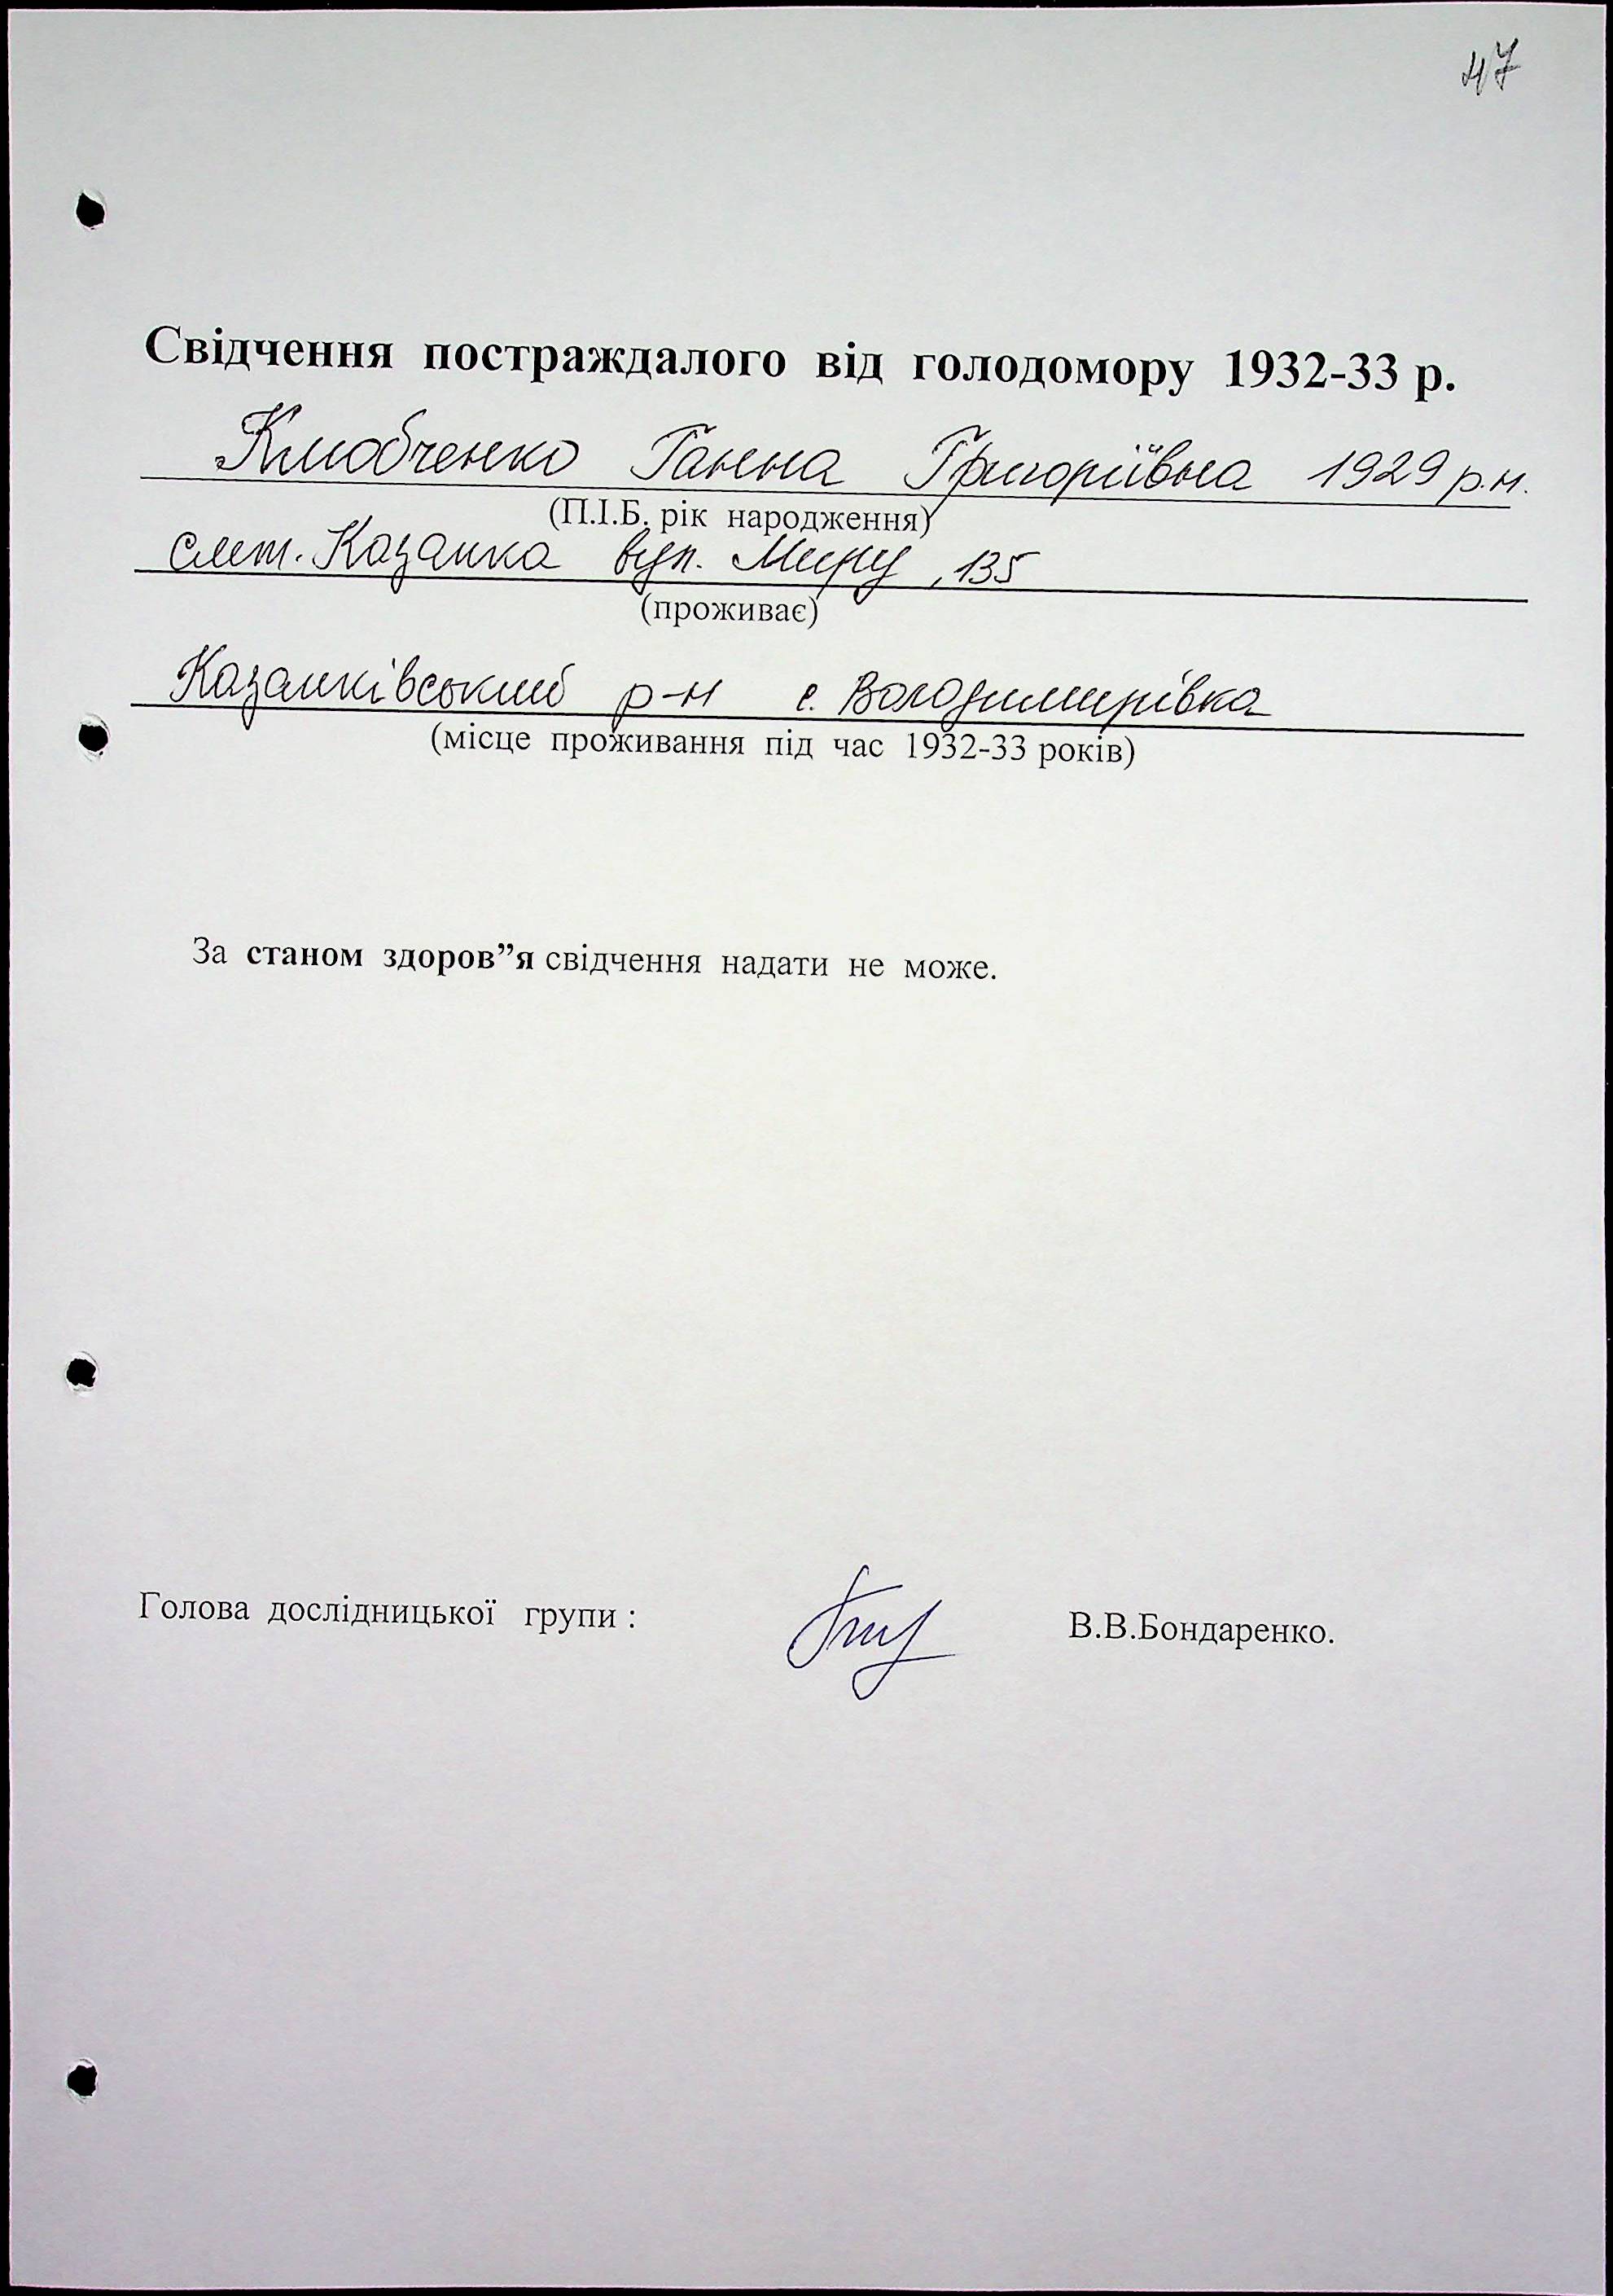 47
Свідчення постраждалого від голодомору 1932-33 р.
Клюбченко Ганна Григоріївна 1929 р.н.
(П.І.Б. рік народження)
смт. Казанка вул. Миру, 135
(проживає)
Казанківський р-н с. Володимирівка
(місце проживання під час 1932-33 років)
За станом здоров”я свідчення надати не може.
Голова дослідницької групи : В.В.Бондаренко.